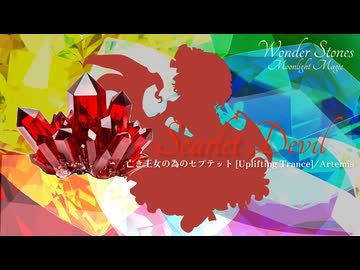 Wonder Stones
Moonlight Magic
Scarlet Devil
亡き王女の為のセプテット [Uplifting Trance]/Artemis